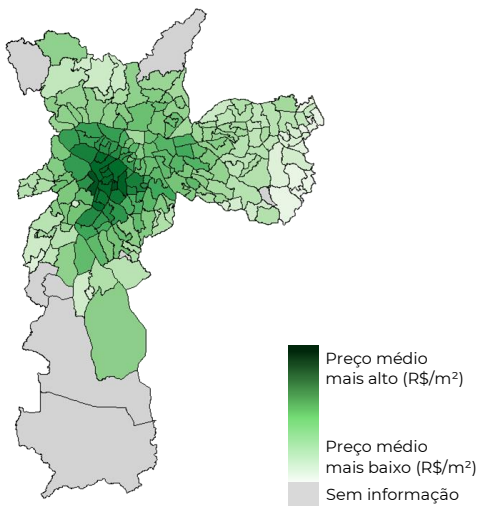 Preço médio
mais alto (R$/m²)
Preço médio
mais baixo (R$/m²)
Sem informação